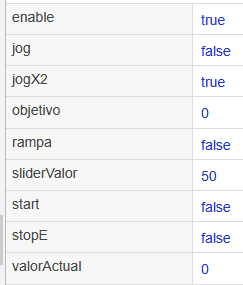 enable true
jog false
jogX2 true
objetivo 0
rampa false
sliderValor 50
start false
stopE false
valorActual 0